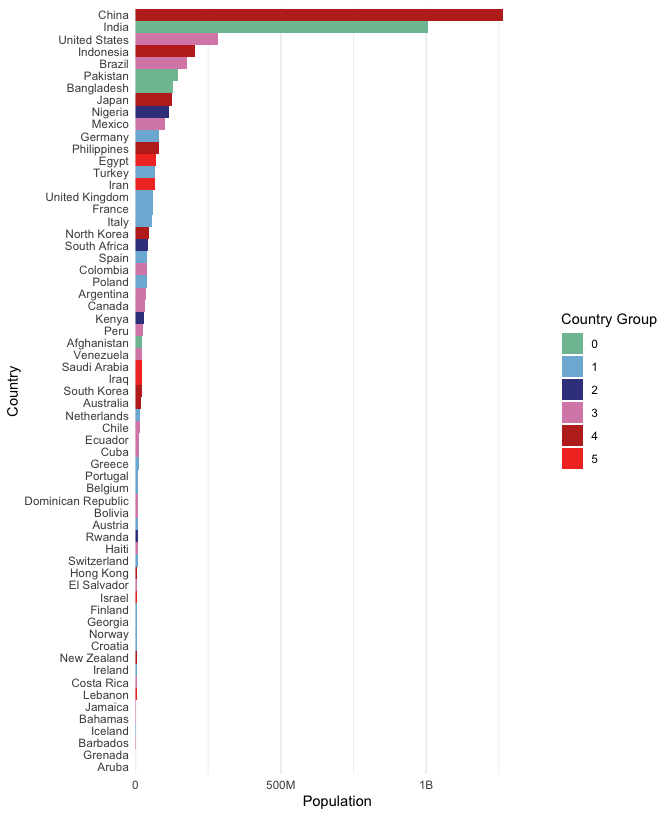 China
India
United States
Indonesia
Brazil
Pakistan
Bangladesh
Japan
Nigeria
Mexico
Germany
Philippines
Egypt
Turkey
Iran
United Kingdom
France
Italy
North Korea
South Africa
Spain
Colombia
Poland
Argentina
Canada
Kenya
Peru
Afghanistan
Venezuela
Saudi Arabia
Iraq
South Korea
Australia
Netherlands
Chile
Ecuador
Cuba
Greece
Portugal
Belgium
Dominican Republic
Bolivia
Austria
Rwanda
Haiti
Switzerland
Hong Kong
El Salvador
Israel
Finland
Georgia
Norway
Croatia
New Zealand
Ireland
Costa Rica
Lebanon
Jamaica
Bahamas
Iceland
Barbados
Grenada
Aruba
Country
0 500M 1B
Population
Country Group
0
1
2
3
4
5